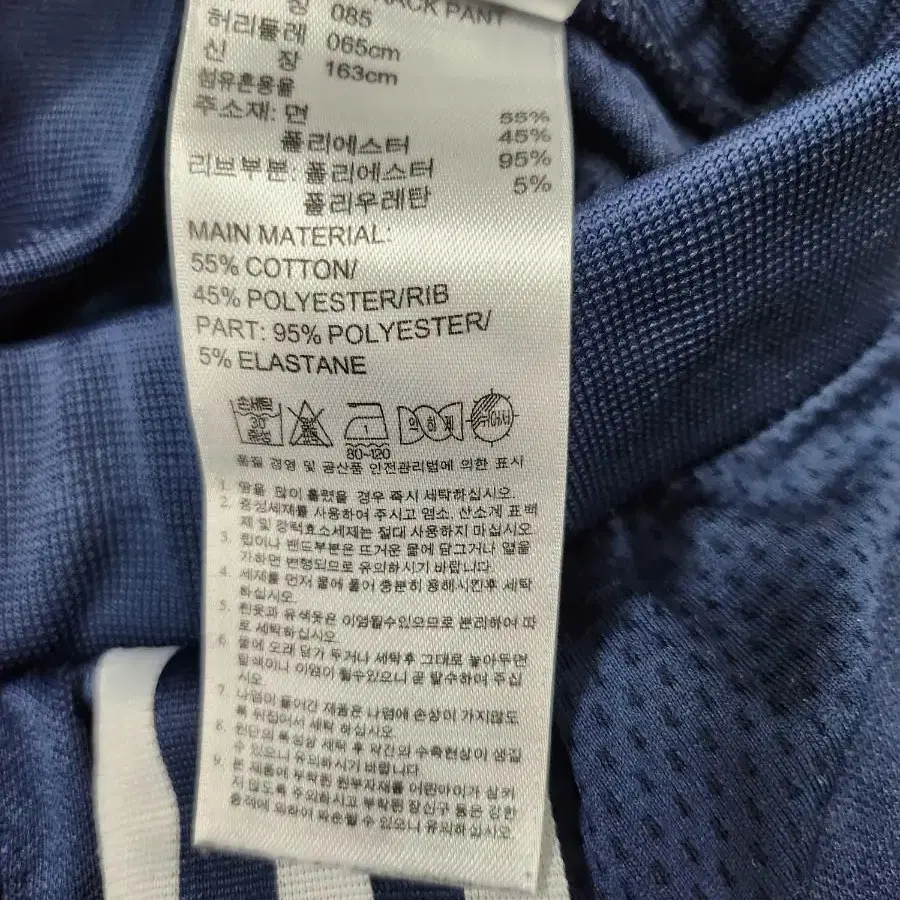 ACK PANT
085
허리둘레 065cm
신 장 163cm
섬유혼용율
주소재: 면 55%
폴리에스터 45%
리브부분: 폴리에스터 95%
폴리우레탄 5%
MAIN MATERIAL:
55% COTTON/
45% POLYESTER/RIB
PART: 95% POLYESTER/
5% ELASTANE
손세탁
30
중성
1
80~120
약하게
뉘어서
품질 경영 및 공산품 안전관리법에 의한 표시
1. 땀을 많이 흘렸을 경우 즉시 세탁하십시오.
2. 중성세제를 사용하여 주시고 염소, 산소계 표백
제 및 강력효소세제는 절대 사용하지 마십시오.
3. 립이나 밴드부분은 뜨거운 물에 담그거나 열을
가하면 변형되므로 유의하시기 바랍니다.
4. 세제를 먼저 물에 풀어 충분히 용해시킨후 세탁
하십시오.
5. 흰옷과 유색옷은 이염될수있으므로 분리하여 따
로 세탁하십시오.
6. 물에 오래 담가 두거나 세탁후 그대로 놓아두면
탈색이나 이염이 될수있으니 곧 탈수하여 주십
시오.
7. 나염이 들어간 제품은 나염에 손상이 가지않도
록 뒤집어서 세탁 하십시오.
8. 원단의 특성상 세탁 후 약간의 수축현상이 생길
수 있으니 유의하시기 바랍니다.
9. 본 제품에 부착된 원부자재를 어린아이가 삼키
지 않도록 주의하시고 부착된 장신구 등은 강한
충격에 의하여 파손될 수 있으니 유의하십시오.